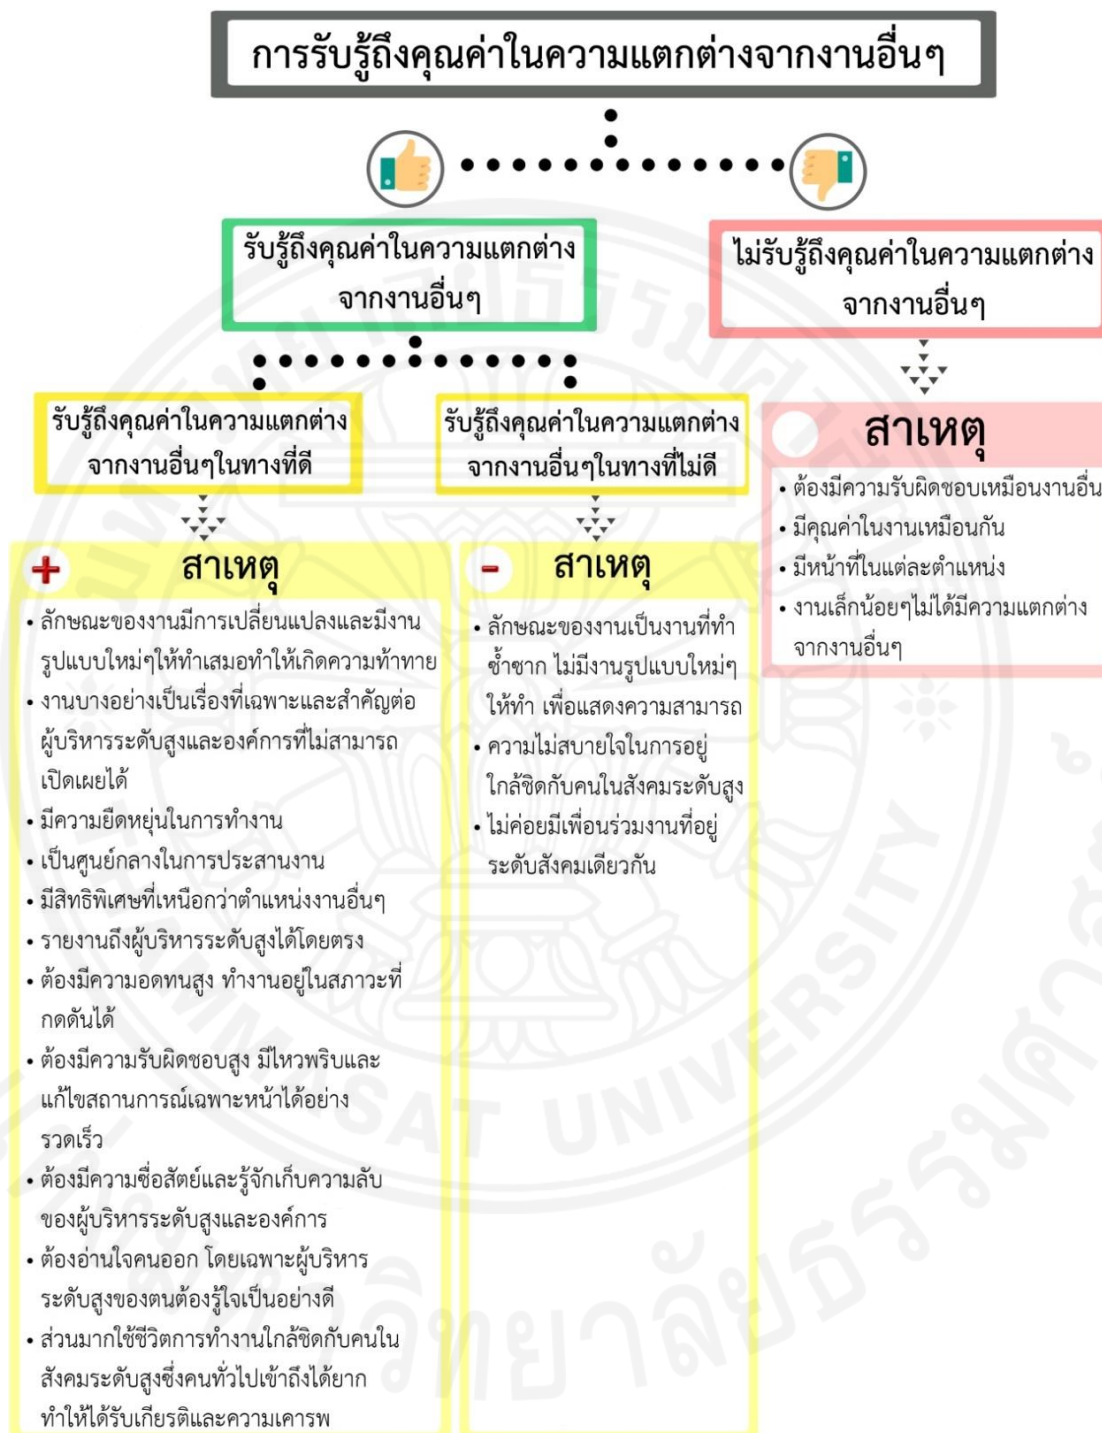 การรับรู้ถึงคุณค่าในความแตกต่างจากงานอื่นๆ
รับรู้ถึงคุณค่าในความแตกต่าง
จากงานอื่นๆ
ไม่รับรู้ถึงคุณค่าในความแตกต่าง
จากงานอื่นๆ
รับรู้ถึงคุณค่าในความแตกต่าง
จากงานอื่นๆในทางที่ดี
รับรู้ถึงคุณค่าในความแตกต่าง
จากงานอื่นๆในทางที่ไม่ดี
สาเหตุ
• ต้องมีความรับผิดชอบเหมือนงานอื่น
• มีคุณค่าในงานเหมือนกัน
• มีหน้าที่ในแต่ละตำแหน่ง
• งานเล็กน้อยๆไม่ได้มีความแตกต่าง
จากงานอื่นๆ
+ สาเหตุ
• ลักษณะของงานมีการเปลี่ยนแปลงและมีงาน
รูปแบบใหม่ๆให้ทำเสมอทำให้เกิดความท้าทาย
• งานบางอย่างเป็นเรื่องที่เฉพาะและสำคัญต่อ
ผู้บริหารระดับสูงและองค์การที่ไม่สามารถ
เปิดเผยได้
• มีความยืดหยุ่นในการทำงาน
• เป็นศูนย์กลางในการประสานงาน
• มีสิทธิพิเศษที่เหนือกว่าตำแหน่งงานอื่นๆ
• รายงานถึงผู้บริหารระดับสูงได้โดยตรง
• ต้องมีความอดทนสูง ทำงานอยู่ในสภาวะที่
กดดันได้
• ต้องมีความรับผิดชอบสูง มีไหวพริบและ
แก้ไขสถานการณ์เฉพาะหน้าได้อย่าง
รวดเร็ว
• ต้องมีความซื่อสัตย์และรู้จักเก็บความลับ
ของผู้บริหารระดับสูงและองค์การ
• ต้องอ่านใจคนออก โดยเฉพาะผู้บริหาร
ระดับสูงของตนต้องรู้ใจเป็นอย่างดี
• ส่วนมากใช้ชีวิตการทำงานใกล้ชิดกับคนใน
สังคมระดับสูงซึ่งคนทั่วไปเข้าถึงได้ยาก
ทำให้ได้รับเกียรติและความเคารพ
- สาเหตุ
• ลักษณะของงานเป็นงานที่ทำ
ซ้ำซาก ไม่มีงานรูปแบบใหม่ๆ
ให้ทำ เพื่อแสดงความสามารถ
• ความไม่สบายใจในการอยู่
ใกล้ชิดกับคนในสังคมระดับสูง
• ไม่ค่อยมีเพื่อนร่วมงานที่อยู่
ระดับสังคมเดียวกัน
THAMMASAT UNIVERSITY